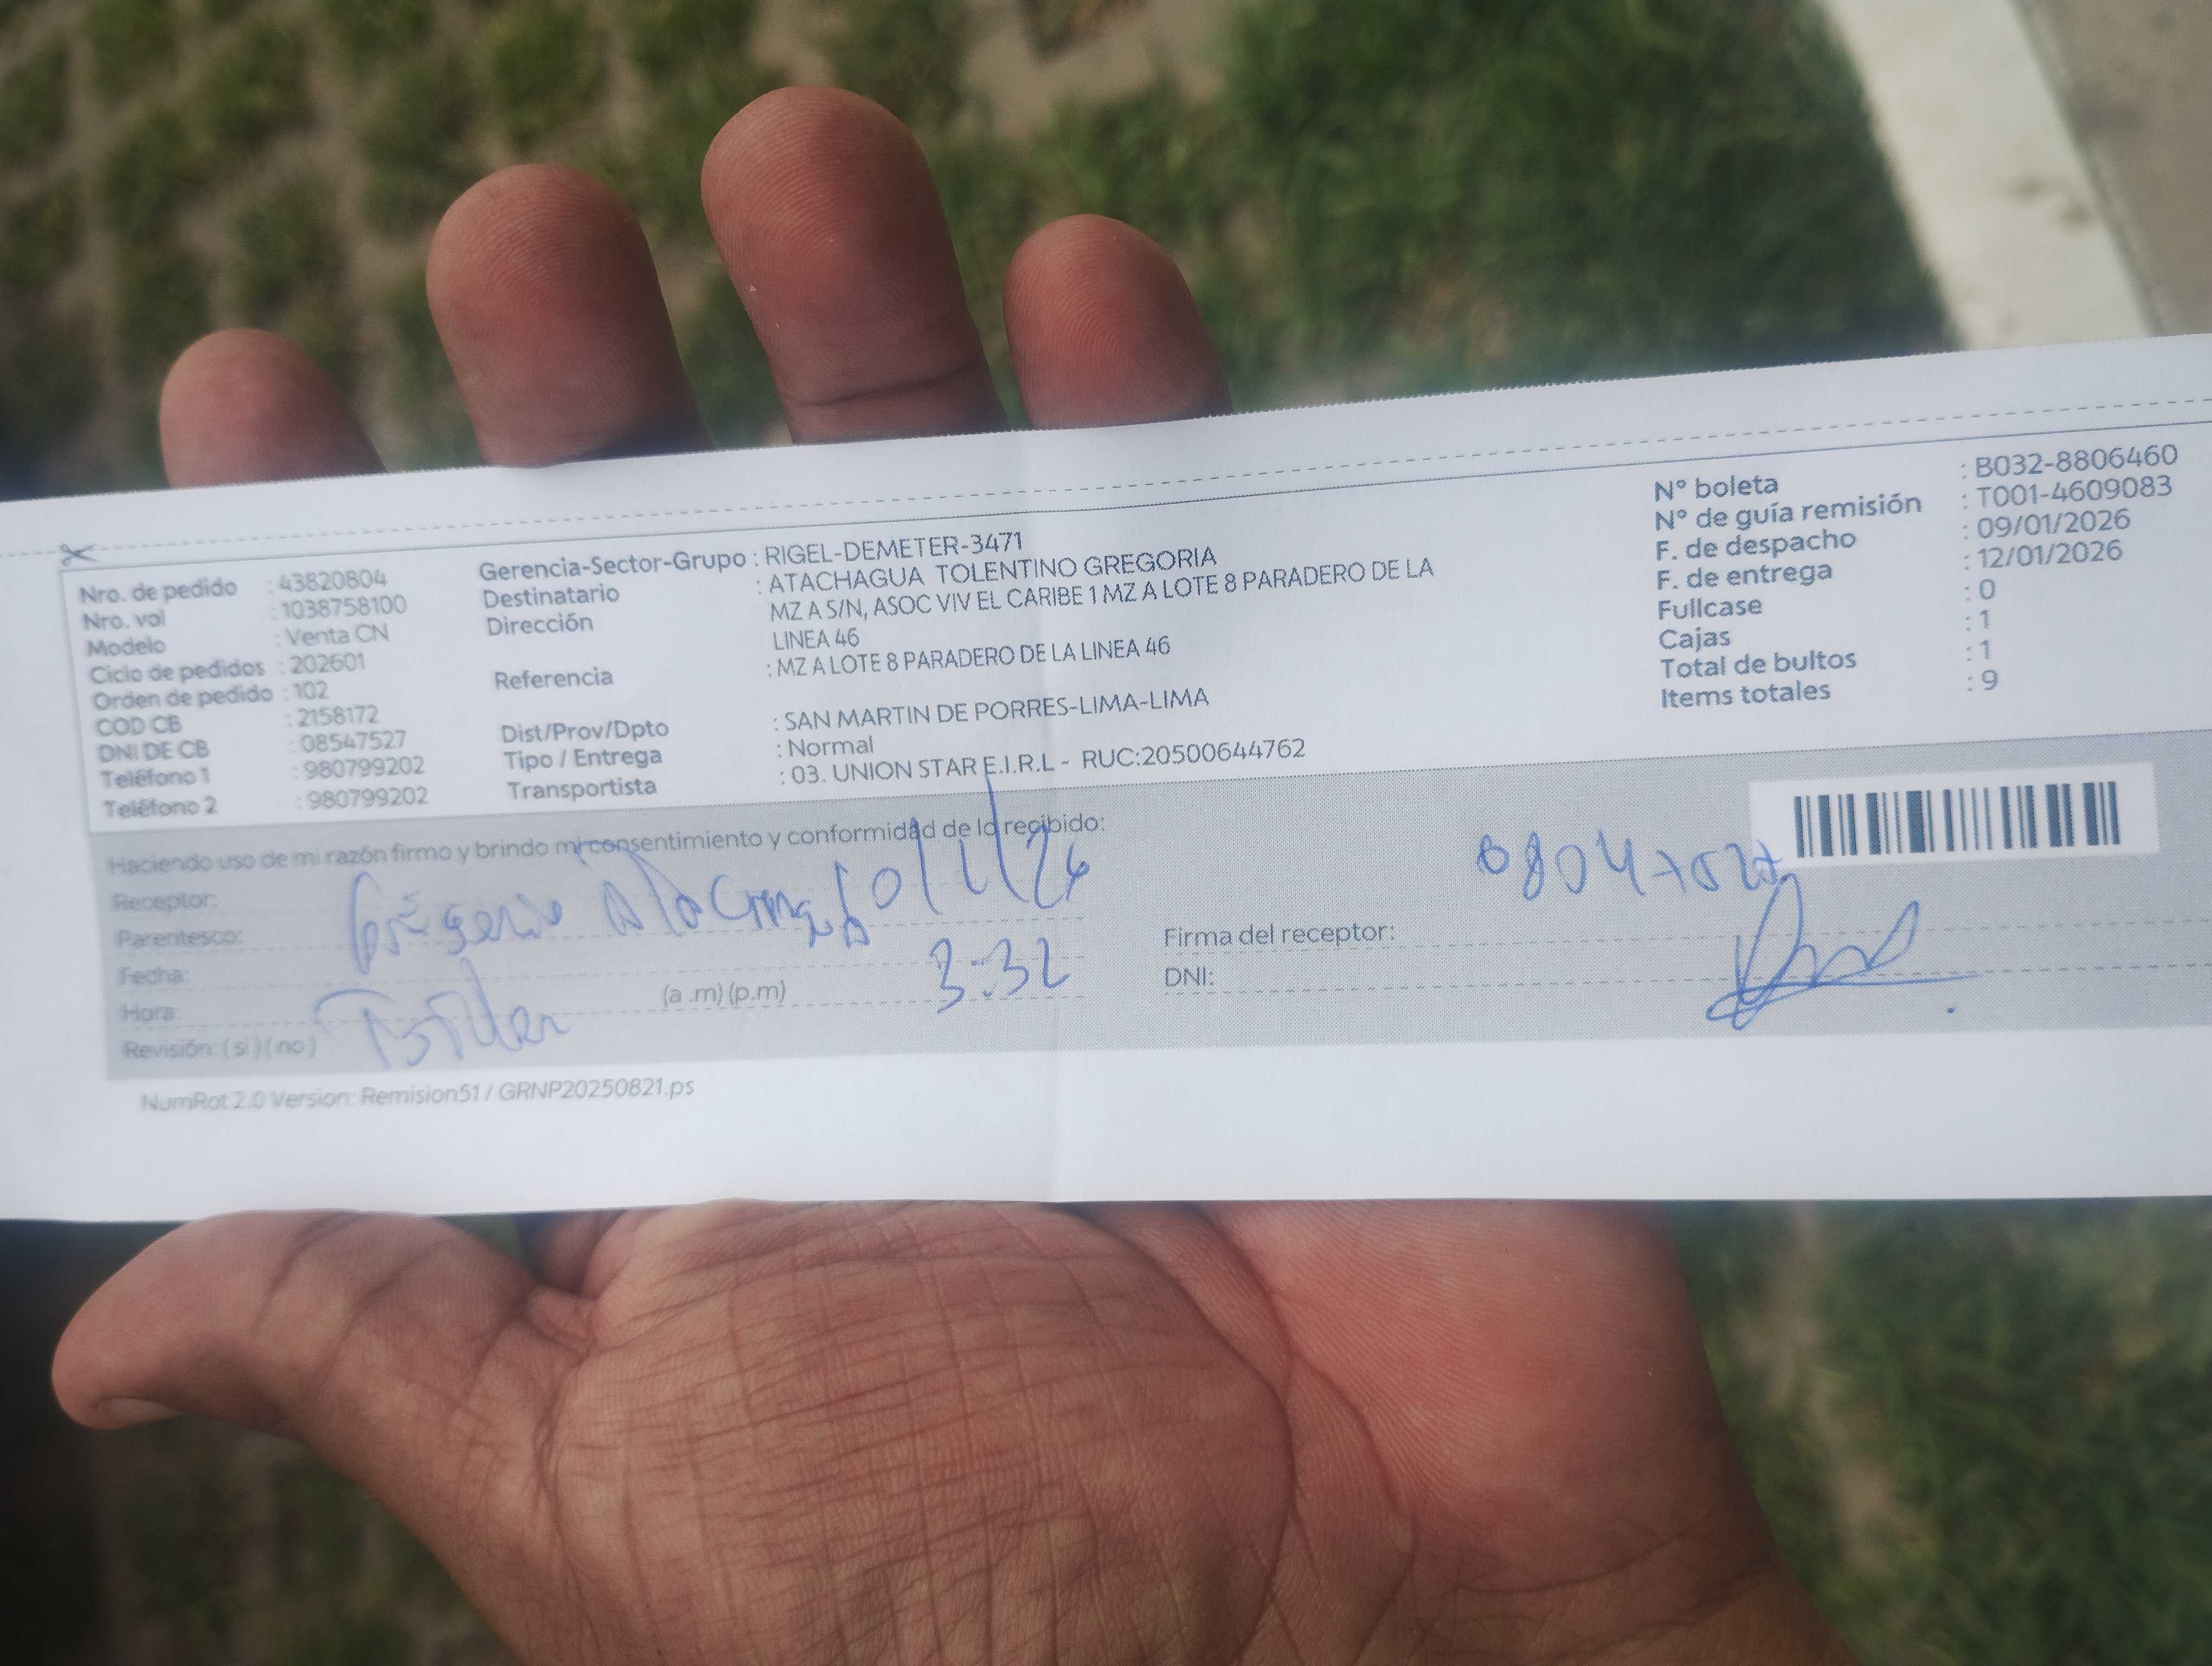 Nro. de pedido : 43820804
Nro. vol : 1038758100
Modelo : Venta CN
Ciclo de pedidos : 202601
Orden de pedido : 102
COD CB : 2158172
DNI DE CB : 08547527
Teléfono 1 : 980799202
Teléfono 2 : 980799202
Gerencia-Sector-Grupo : RIGEL-DEMETER-3471
Destinatario : ATACHAGUA TOLENTINO GREGORIA
Dirección MZ A S/N, ASOC VIV EL CARIBE 1 MZ A LOTE 8 PARADERO DE LA
LINEA 46
Referencia : MZ A LOTE 8 PARADERO DE LA LINEA 46
Dist/Prov/Dpto : SAN MARTIN DE PORRES-LIMA-LIMA
Tipo / Entrega : Normal
Transportista : 03. UNION STAR E.I.R.L - RUC:20500644762
N° boleta : B032-8806460
N° de guía remisión : T001-4609083
F. de despacho : 09/01/2026
F. de entrega : 12/01/2026
Fullcase : 0
Cajas : 1
Total de bultos : 1
Items totales : 9
Haciendo uso de mi razón firmo y brindo mi consentimiento y conformidad de lo recibido:
Receptor:
Parentesco:
Fecha:
Hora: (a .m) (p.m) 3:32
Revisión: ( si ) ( no )
Firma del receptor:
DNI:
NumRot 2.0 Version: Remision51 / GRNP20250821.ps